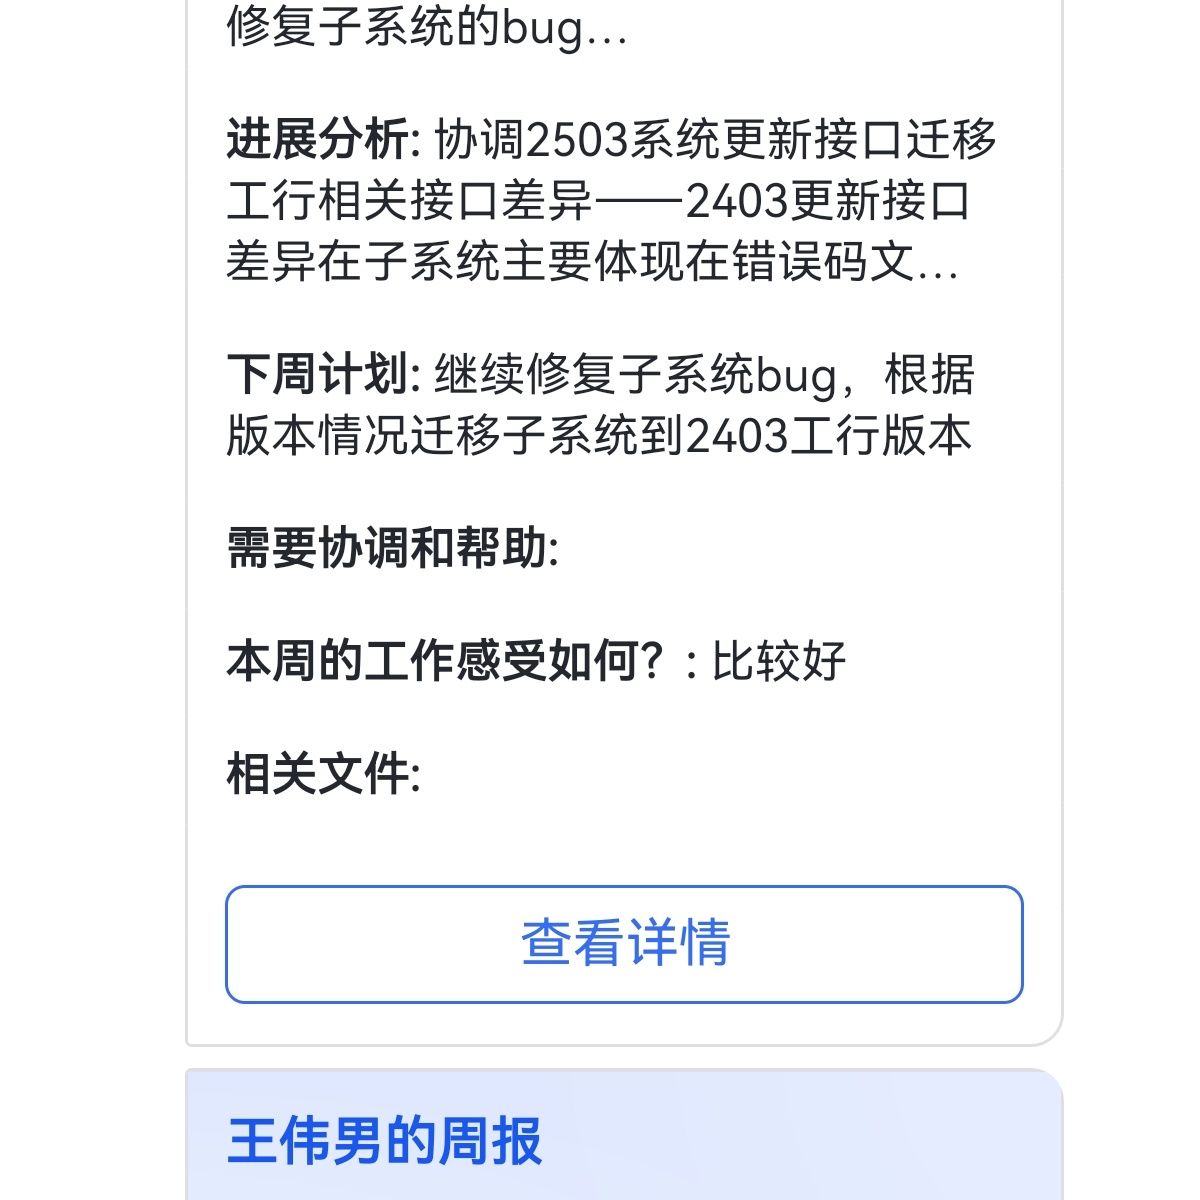 修复子系统的bug...
进展分析: 协调2503系统更新接口迁移
工行相关接口差异——2403更新接口
差异在子系统主要体现在错误码文...
下周计划: 继续修复子系统bug，根据
版本情况迁移子系统到2403工行版本
需要协调和帮助:
本周的工作感受如何？: 比较好
相关文件:
查看详情
王伟男的周报